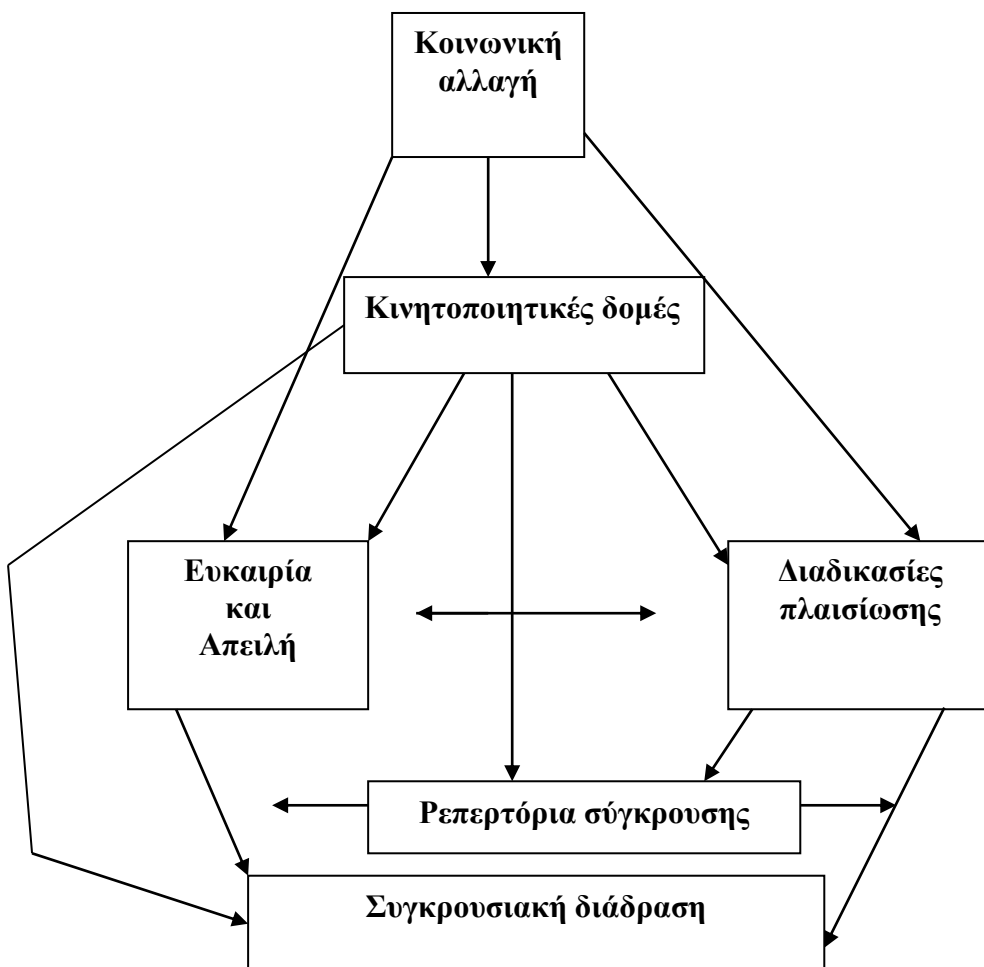 Κοινωνική
αλλαγή
Κινητοποιητικές δομές
Ευκαιρία
και
Απειλή
Διαδικασίες
πλαισίωσης
Ρεπερτόρια σύγκρουσης
Συγκρουσιακή διάδραση